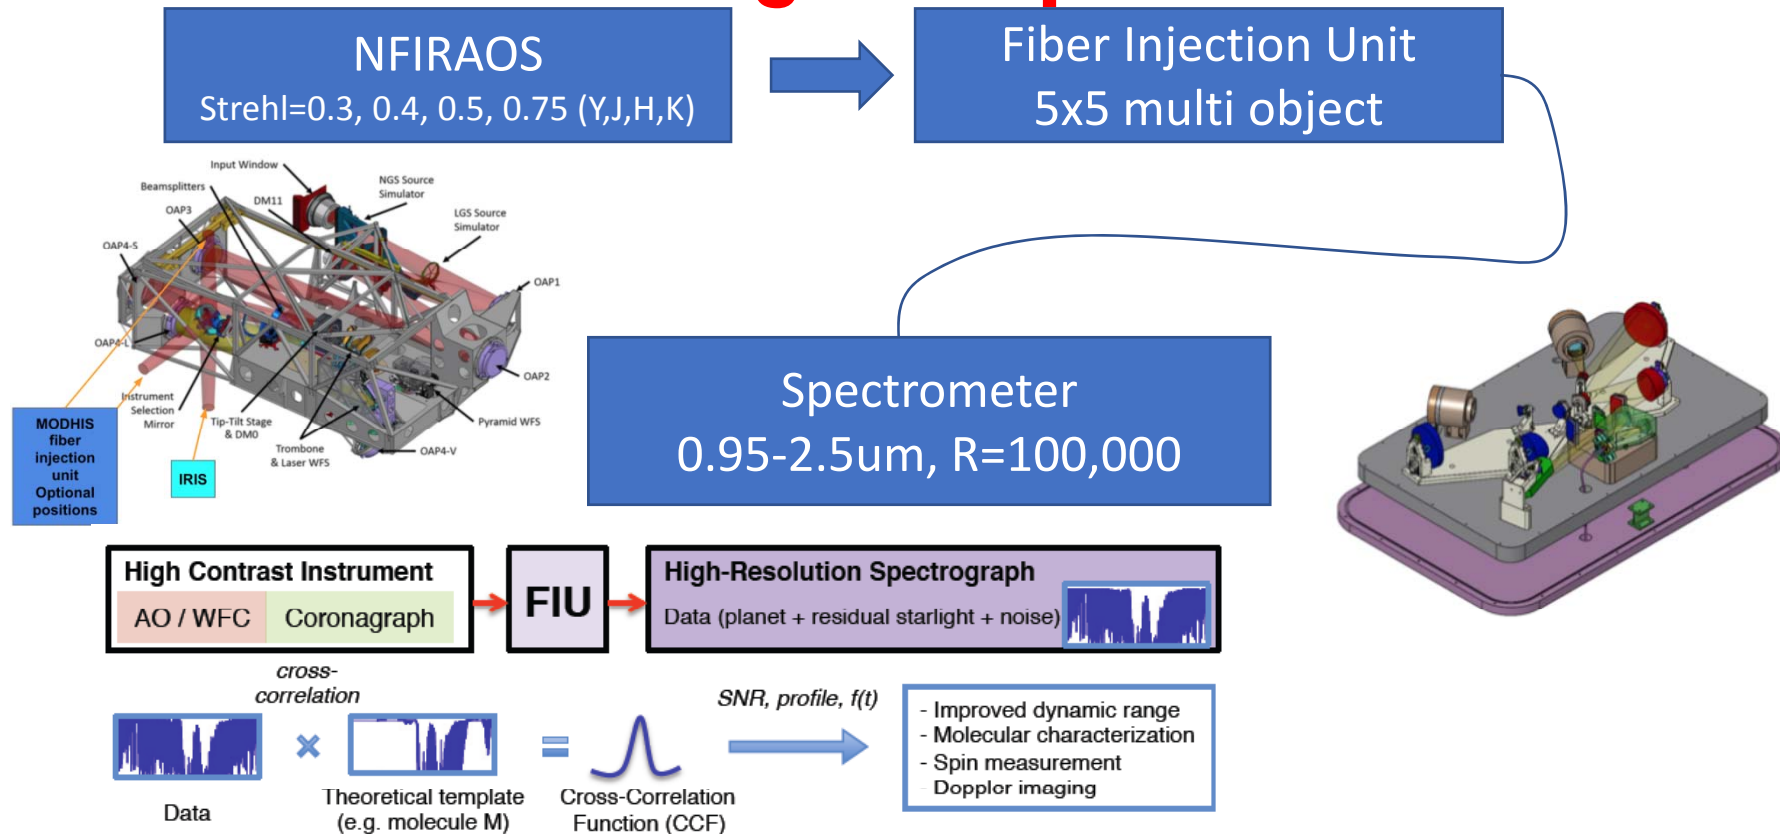 NFIRAOS
Strehl=0.3, 0.4, 0.5, 0.75 (Y,J,H,K)
Fiber Injection Unit
5x5 multi object
Input Window
Beamsplitters
NGS Source
Simulator
DM11
OAP3
LGS Source
Simulator
OAP4-S
OAP1
OAP4-L
OAP2
Instrument
Selection
Mirror
Tip-Tilt Stage
& DM0
Trombone
& Laser WFS
Pyramid WFS
OAP4-V
MODHIS
fiber
injection
unit
Optional
positions
IRIS
Spectrometer
0.95-2.5um, R=100,000
High Contrast Instrument
AO / WFC
Coronagraph
FIU
High-Resolution Spectrograph
Data (planet + residual starlight + noise)
cross-
correlation
Data
×
Theoretical template
(e.g. molecule M)
=
Cross-Correlation
Function (CCF)
SNR, profile, f(t)
- Improved dynamic range
- Molecular characterization
- Spin measurement
- Doppler imaging